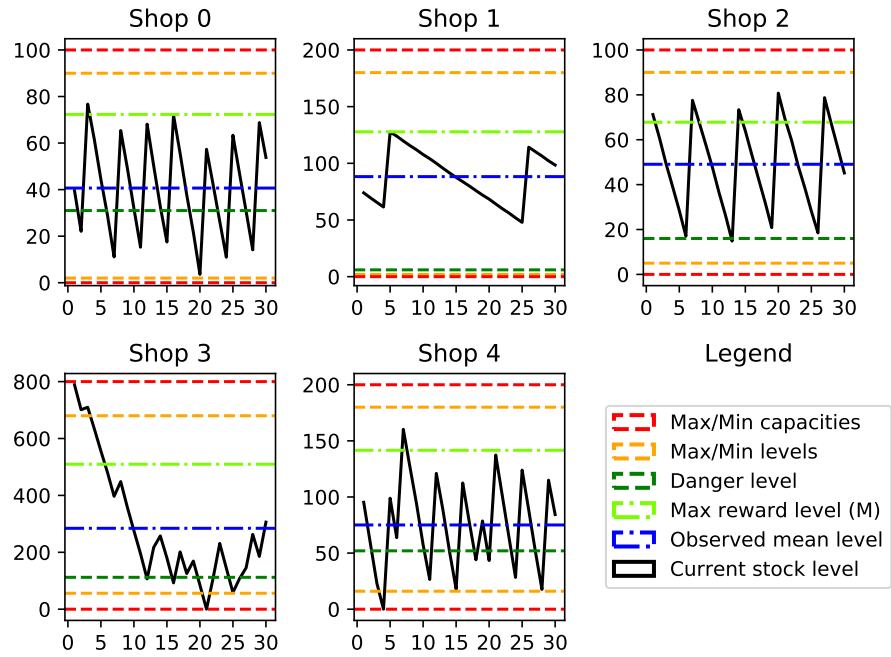 Shop 0
Shop 1
Shop 2
100
80
60
40
20
0
0 5 10 15 20 25 30
200
150
100
50
0
0 5 10 15 20 25 30
100
80
60
40
20
0
0 5 10 15 20 25 30
Shop 3
Shop 4
Legend
800
600
400
200
0
0 5 10 15 20 25 30
200
150
100
50
0
0 5 10 15 20 25 30
Max/Min capacities
Max/Min levels
Danger level
Max reward level (M)
Observed mean level
Current stock level